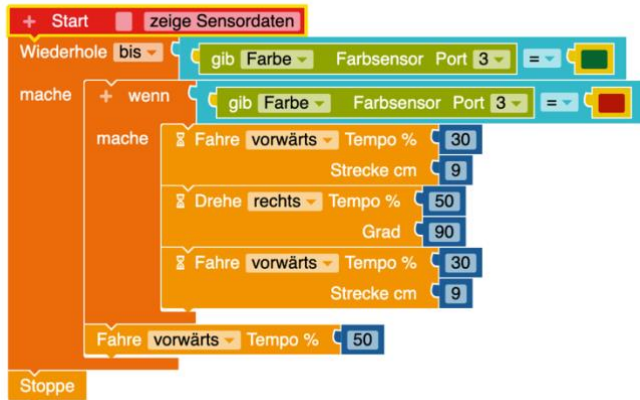 + Start zeige Sensordaten
Wiederhole bis gib Farbe Farbsensor Port 3 =
mache + wenn gib Farbe Farbsensor Port 3 =
mache Fahre vorwärts Tempo % 30
Strecke cm 9
Drehe rechts Tempo % 50
Grad 90
Fahre vorwärts Tempo % 30
Strecke cm 9
Fahre vorwärts Tempo % 50
Stoppe